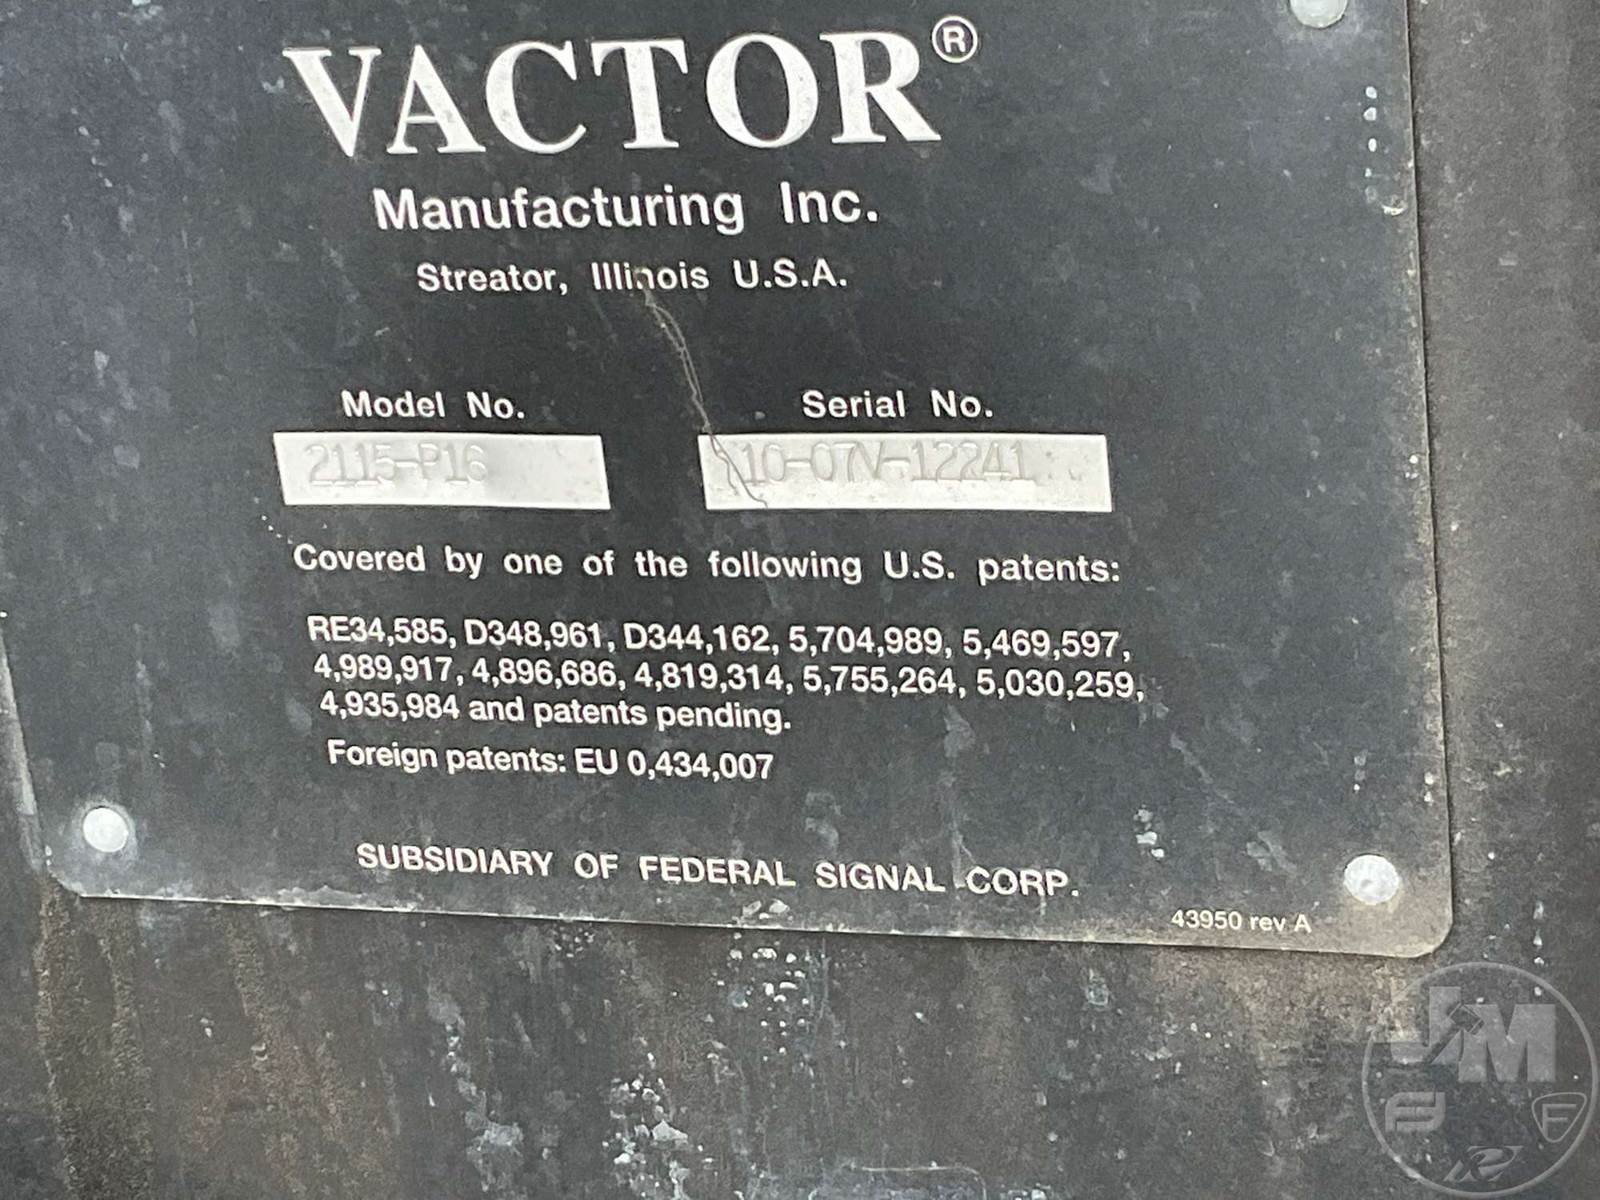 VACTOR®
Manufacturing Inc.
Streator, Illinois U.S.A.
Model No. Serial No.
2115-P16 10-07V-12241
Covered by one of the following U.S. patents:
RE34,585, D348,961, D344,162, 5,704,989, 5,469,597,
4,989,917, 4,896,686, 4,819,314, 5,755,264, 5,030,259,
4,935,984 and patents pending.
Foreign patents: EU 0,434,007
SUBSIDIARY OF FEDERAL SIGNAL CORP.
43950 rev A
JM
F